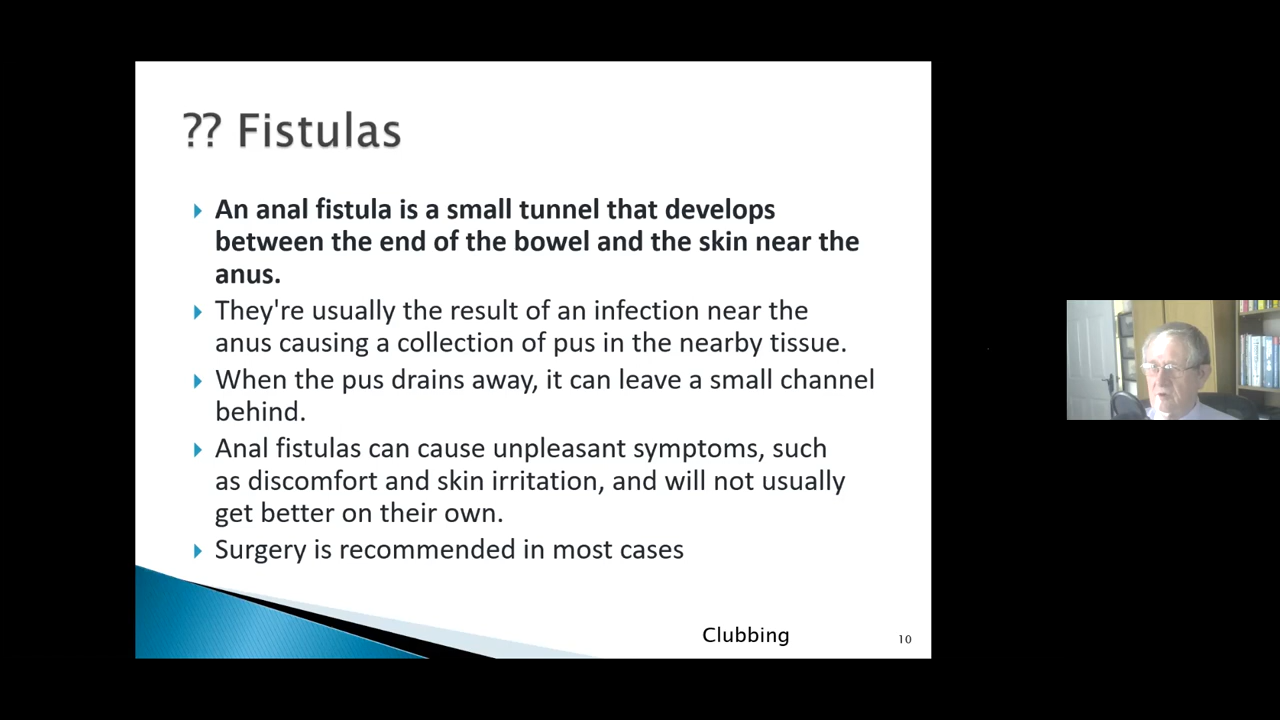 ?? Fistulas
An anal fistula is a small tunnel that develops
between the end of the bowel and the skin near the
anus.
They're usually the result of an infection near the
anus causing a collection of pus in the nearby tissue.
When the pus drains away, it can leave a small channel
behind.
Anal fistulas can cause unpleasant symptoms, such
as discomfort and skin irritation, and will not usually
get better on their own.
Surgery is recommended in most cases
Clubbing
10